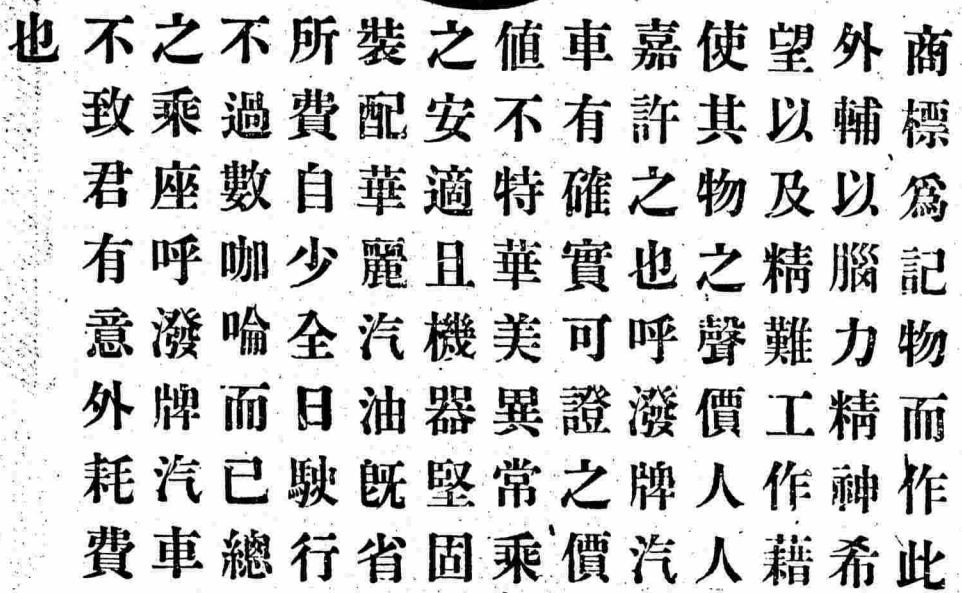 商標爲記物而作此
外輔以腦力精神希
望以及精難工作藉
使其物之聲價人人
嘉許之也呼潑牌汽
車有確實可證之價
値不特華美異常乘
之安適且機器堅固
裝配華麗汽油旣省
所費自少全日駛行
不過數咖喻而已總
之乘座呼潑牌汽車
不致君有意外耗費
也